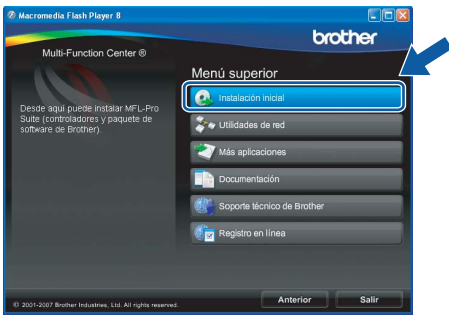 Macromedia Flash Player 8
brother
Multi-Function Center ®
Menú superior
Desde aquí puede instalar MFL-Pro
Suite (controladores y paquete de
software de Brother).
Instalación inicial
Utilidades de red
Más aplicaciones
Documentación
Soporte técnico de Brother
Registro en línea
© 2001-2007 Brother Industries, Ltd. All rights reserved.
Anterior
Salir